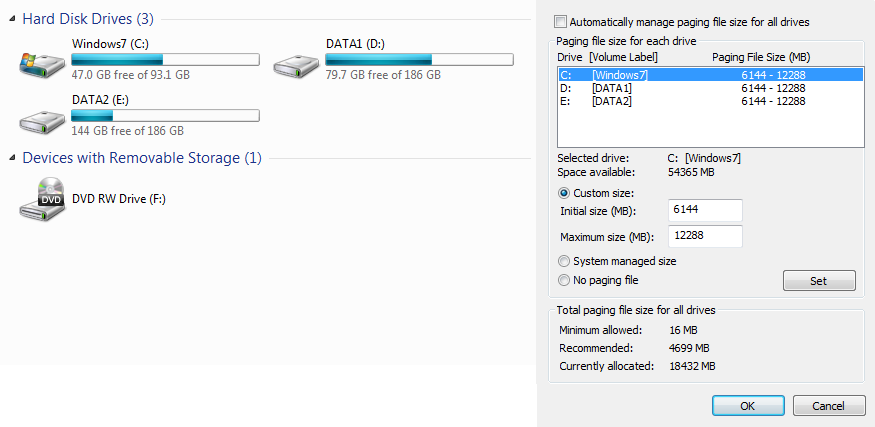 Hard Disk Drives (3)
Windows7 (C:)
47.0 GB free of 93.1 GB
DATA1 (D:)
79.7 GB free of 186 GB
DATA2 (E:)
144 GB free of 186 GB
Devices with Removable Storage (1)
DVD
DVD RW Drive (F:)
Automatically manage paging file size for all drives
Paging file size for each drive
Drive [Volume Label] Paging File Size (MB)
C: [Windows7] 6144 - 12288
D: [DATA1] 6144 - 12288
E: [DATA2] 6144 - 12288
Selected drive: C: [Windows7]
Space available: 54365 MB
Custom size:
Initial size (MB): 6144
Maximum size (MB): 12288
System managed size
No paging file
Set
Total paging file size for all drives
Minimum allowed: 16 MB
Recommended: 4699 MB
Currently allocated: 18432 MB
OK Cancel